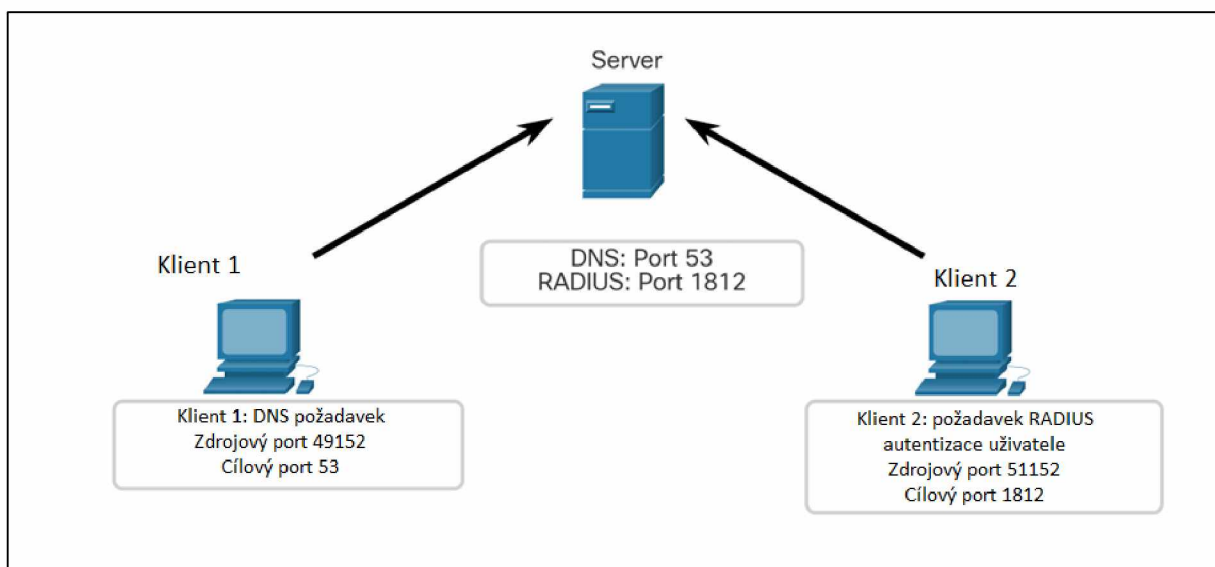 Server
DNS: Port 53
RADIUS: Port 1812
Klient 1
Klient 1: DNS požadavek
Zdrojový port 49152
Cílový port 53
Klient 2
Klient 2: požadavek RADIUS
autentizace uživatele
Zdrojový port 51152
Cílový port 1812